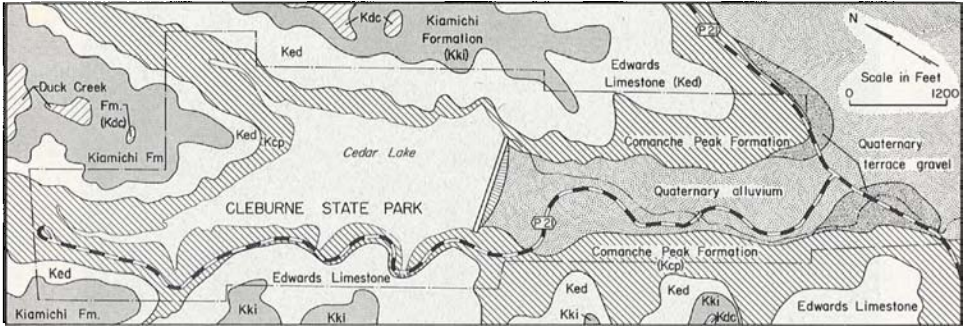 Kdc
Kiamichi
Formation
(Kki)
Ked
P21
N
Edwards
Limestone (Ked)
Scale in Feet
0 1200
Duck Creek
Fm.
(Kdc)
Kiamichi Fm
Ked
Kcp
Cedar Lake
Comanche Peak Formation
Quaternary
terrace gravel
Quaternary alluvium
CLEBURNE STATE PARK
P21
Comanche Peak Formation
(Kcp)
Ked
Edwards Limestone
Ked
Ked
Kki
Kiamichi Fm.
Kki
Kki
Kki
Kdc
Edwards Limestone